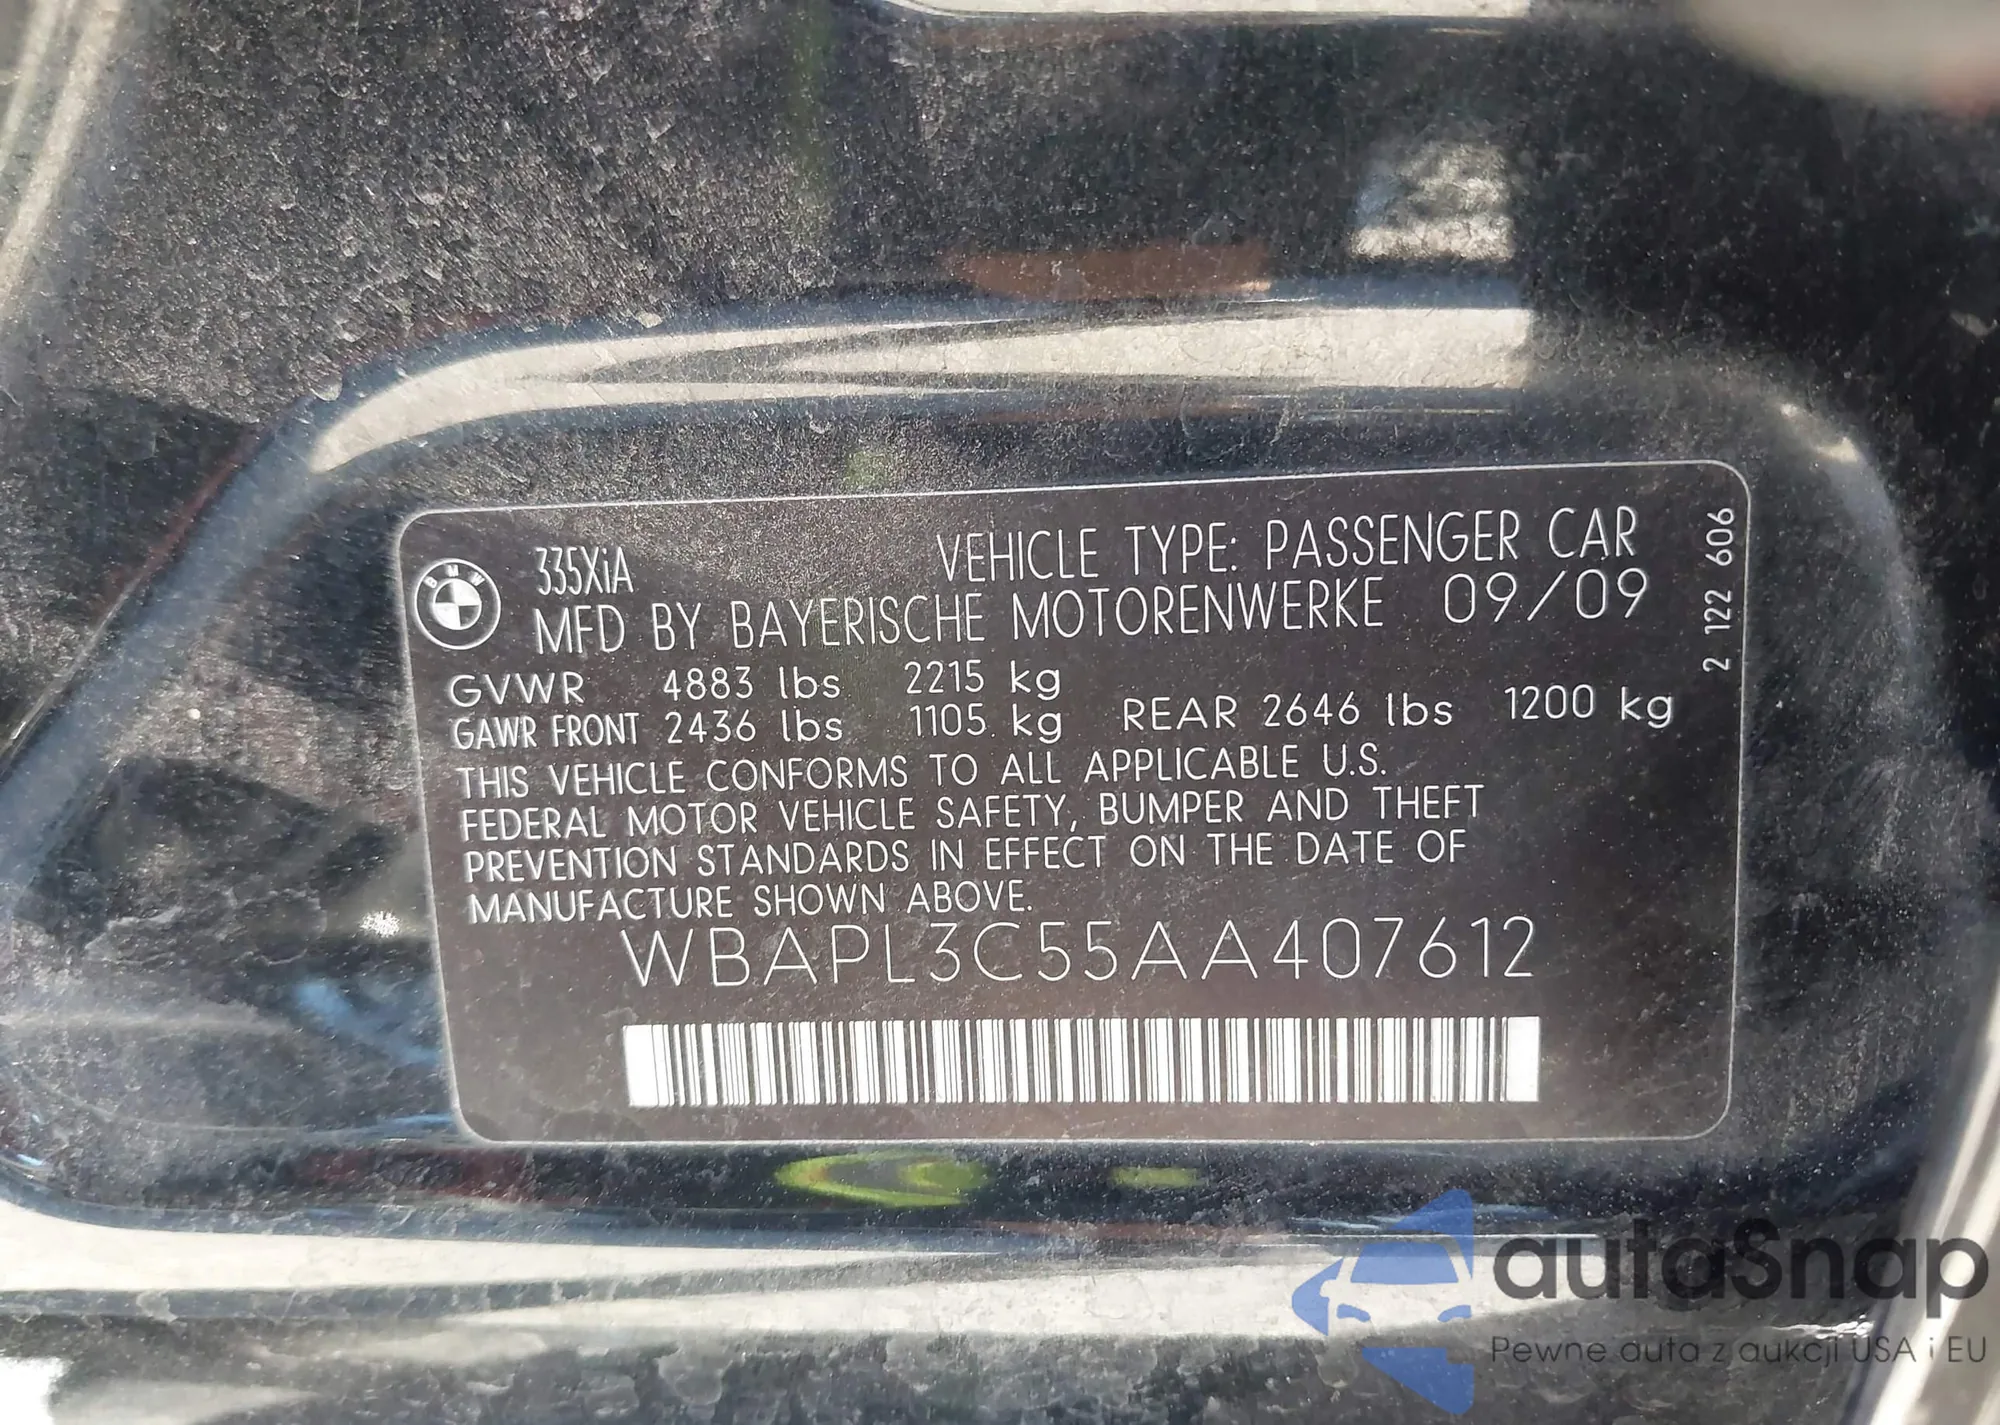 BMW
335XiA
VEHICLE TYPE: PASSENGER CAR
MFD BY BAYERISCHE MOTORENWERKE 09/09
GVWR 4883 lbs 2215 kg
GAWR FRONT 2436 lbs 1105 kg REAR 2646 lbs 1200 kg
THIS VEHICLE CONFORMS TO ALL APPLICABLE U.S.
FEDERAL MOTOR VEHICLE SAFETY, BUMPER AND THEFT
PREVENTION STANDARDS IN EFFECT ON THE DATE OF
MANUFACTURE SHOWN ABOVE.
WBAPL3C55AA407612
2 122 606
autaSnap
Pewne auta z aukcji USA i EU